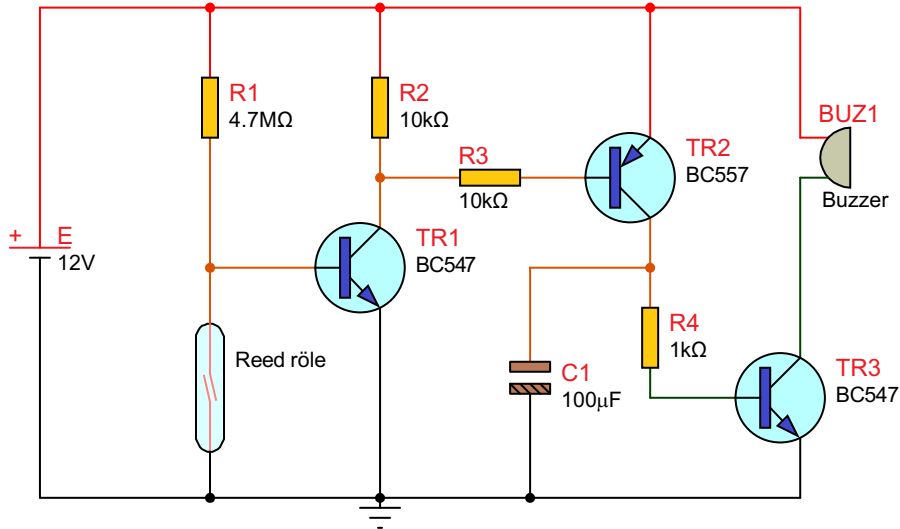 R1
4.7MΩ
R2
10kΩ
R3
10kΩ
TR2
BC557
BUZ1
Buzzer
+
E
12V
TR1
BC547
Reed röle
C1
100µF
R4
1kΩ
TR3
BC547